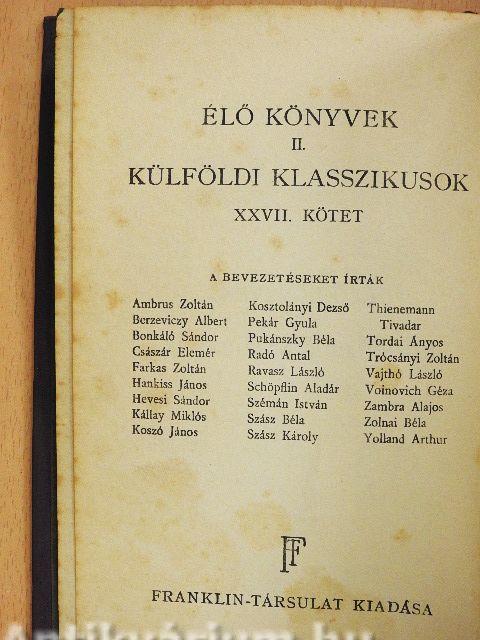 ÉLŐ KÖNYVEK
II.
KÜLFÖLDI KLASSZIKUSOK
XXVII. KÖTET
A BEVEZETÉSEKET ÍRTÁK
Ambrus Zoltán
Berzeviczy Albert
Bonkáló Sándor
Császár Elemér
Farkas Zoltán
Hankiss János
Hevesi Sándor
Kállay Miklós
Koszó János
Kosztolányi Dezső
Pekár Gyula
Pukánszky Béla
Radó Antal
Ravasz László
Schöpflin Aladár
Szémán István
Szász Béla
Szász Károly
Thienemann
Tivadar
Tordai Ányos
Trócsányi Zoltán
Vajthó László
Voinovich Géza
Zambra Alajos
Zolnai Béla
Yolland Arthur
FT
FRANKLIN-TÁRSULAT KIADÁSA
Antikvárium.hu